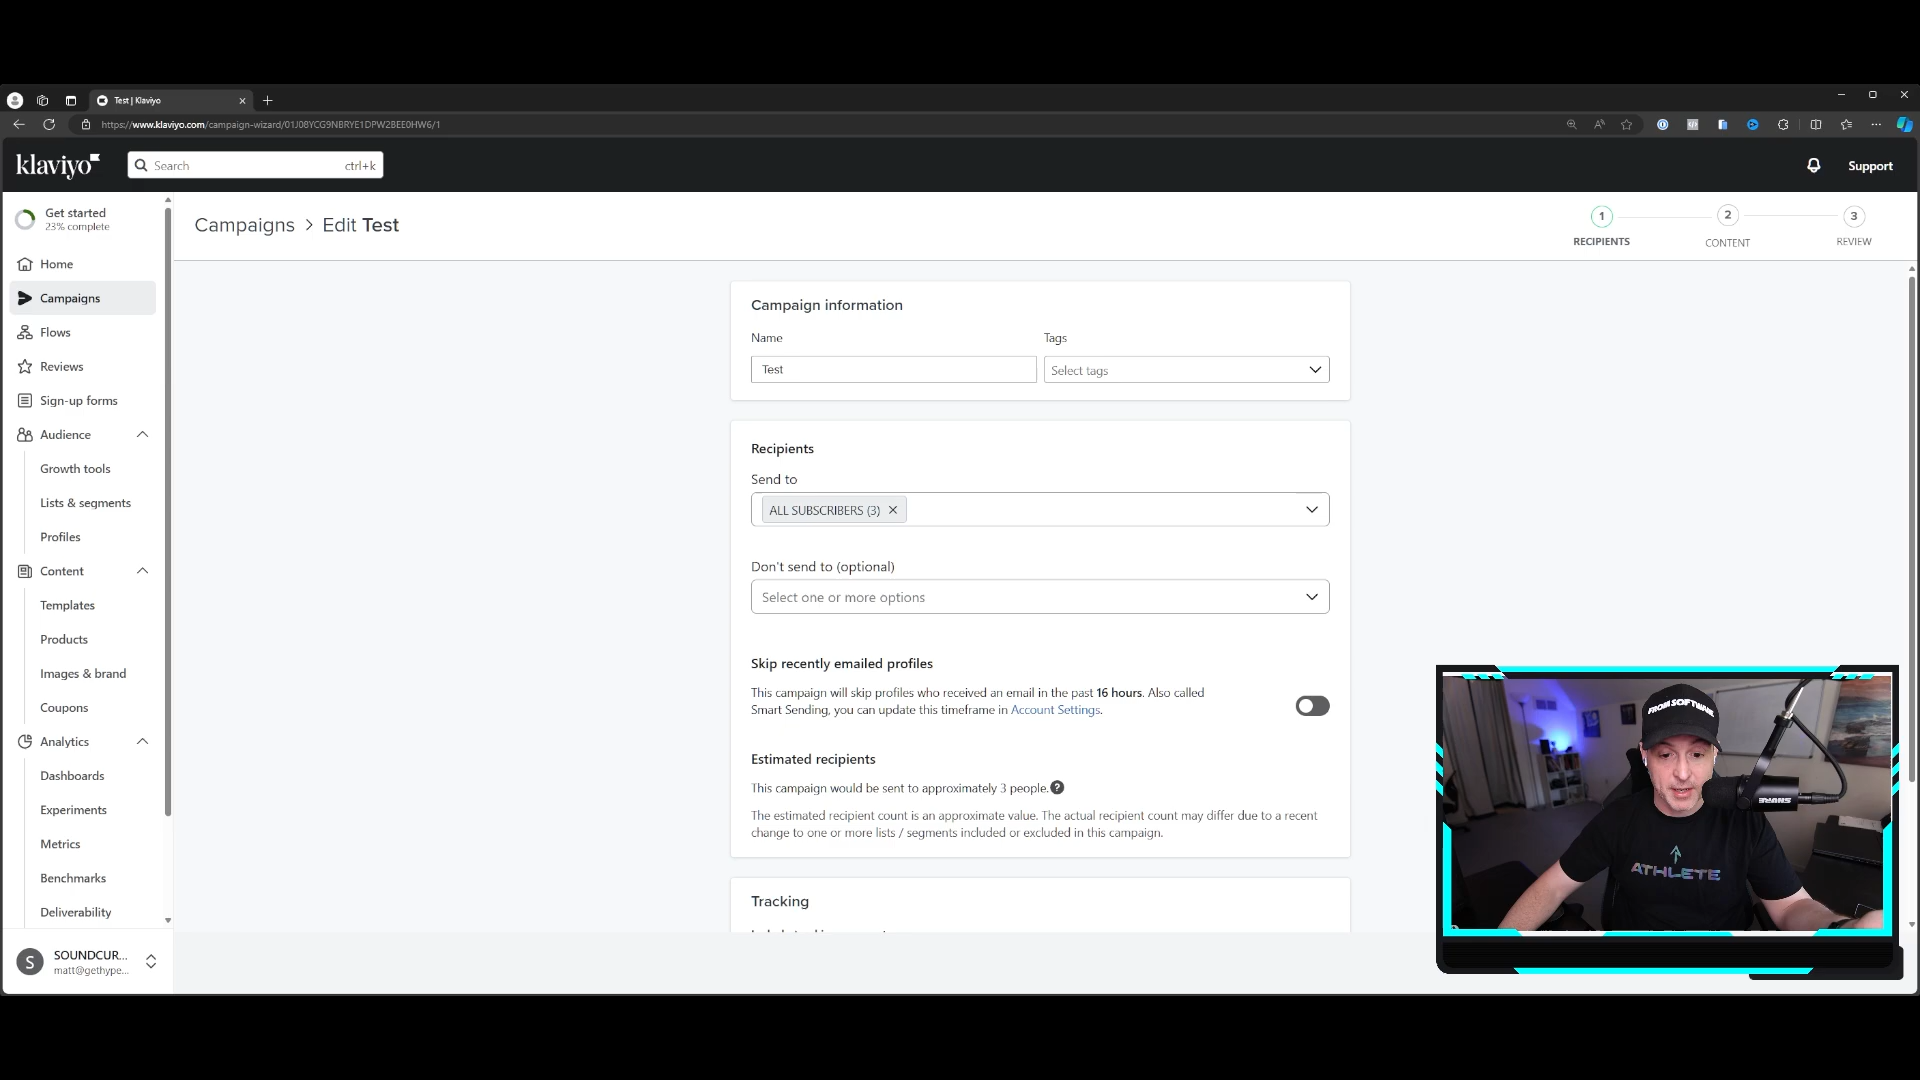 Test | Klaviyo
https://www.klaviyo.com/campaign-wizard/01J08YCG9NBRYE1DPW2BEE0HW6/1
klaviyo
Search
ctrl+k
Support
Get started
23% complete
Home
Campaigns
Flows
Reviews
Sign-up forms
Audience
Growth tools
Lists & segments
Profiles
Content
Templates
Products
Images & brand
Coupons
Analytics
Dashboards
Experiments
Metrics
Benchmarks
Deliverability
S
SOUNDCUR...
matt@gethype...
Campaigns > Edit Test
1
RECIPIENTS
2
CONTENT
3
REVIEW
Campaign information
Name
Tags
Test
Select tags
Recipients
Send to
ALL SUBSCRIBERS (3)
Don't send to (optional)
Select one or more options
Skip recently emailed profiles
This campaign will skip profiles who received an email in the past 16 hours. Also called
Smart Sending, you can update this timeframe in Account Settings.
Estimated recipients
This campaign would be sent to approximately 3 people.
The estimated recipient count is an approximate value. The actual recipient count may differ due to a recent
change to one or more lists / segments included or excluded in this campaign.
Tracking
FROM SOFTWARE
SHURE
ATHLETE